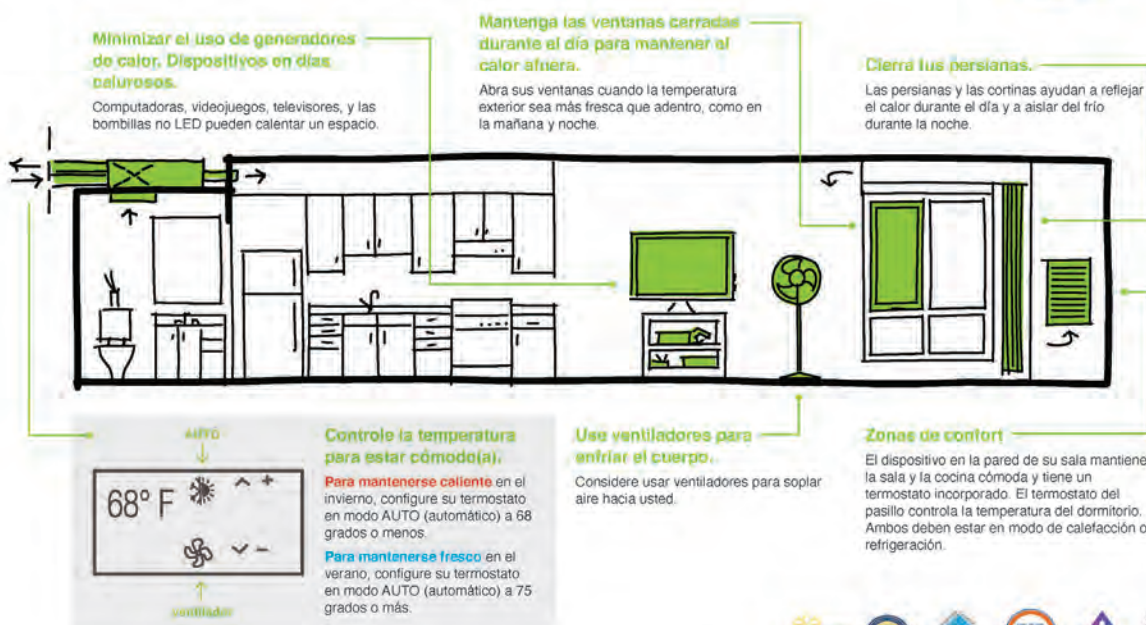 Minimizar el uso de generadores
de calor. Dispositivos en días
calurosos.
Computadoras, videojuegos, televisores, y las
bombillas no LED pueden calentar un espacio.
Mantenga las ventanas cerradas
durante el día para mantener el
calor afuera.
Abra sus ventanas cuando la temperatura
exterior sea más fresca que adentro, como en
la mañana y noche.
Cierra tus persianas.
Las persianas y las cortinas ayudan a reflejar
el calor durante el día y a aislar del frío
durante la noche.
AUTO
68° F
ventilador
Controle la temperatura
para estar cómodo(a).
Para mantenerse caliente en el
invierno, configure su termostato
en modo AUTO (automático) a 68
grados o menos.
Para mantenerse fresco en el
verano, configure su termostato
en modo AUTO (automático) a 75
grados o más.
Use ventiladores para
enfriar el cuerpo.
Considere usar ventiladores para soplar
aire hacia usted.
Zonas de confort
El dispositivo en la pared de su sala mantiene
la sala y la cocina cómoda y tiene un
termostato incorporado. El termostato del
pasillo controla la temperatura del dormitorio.
Ambos deben estar en modo de calefacción o
refrigeración.